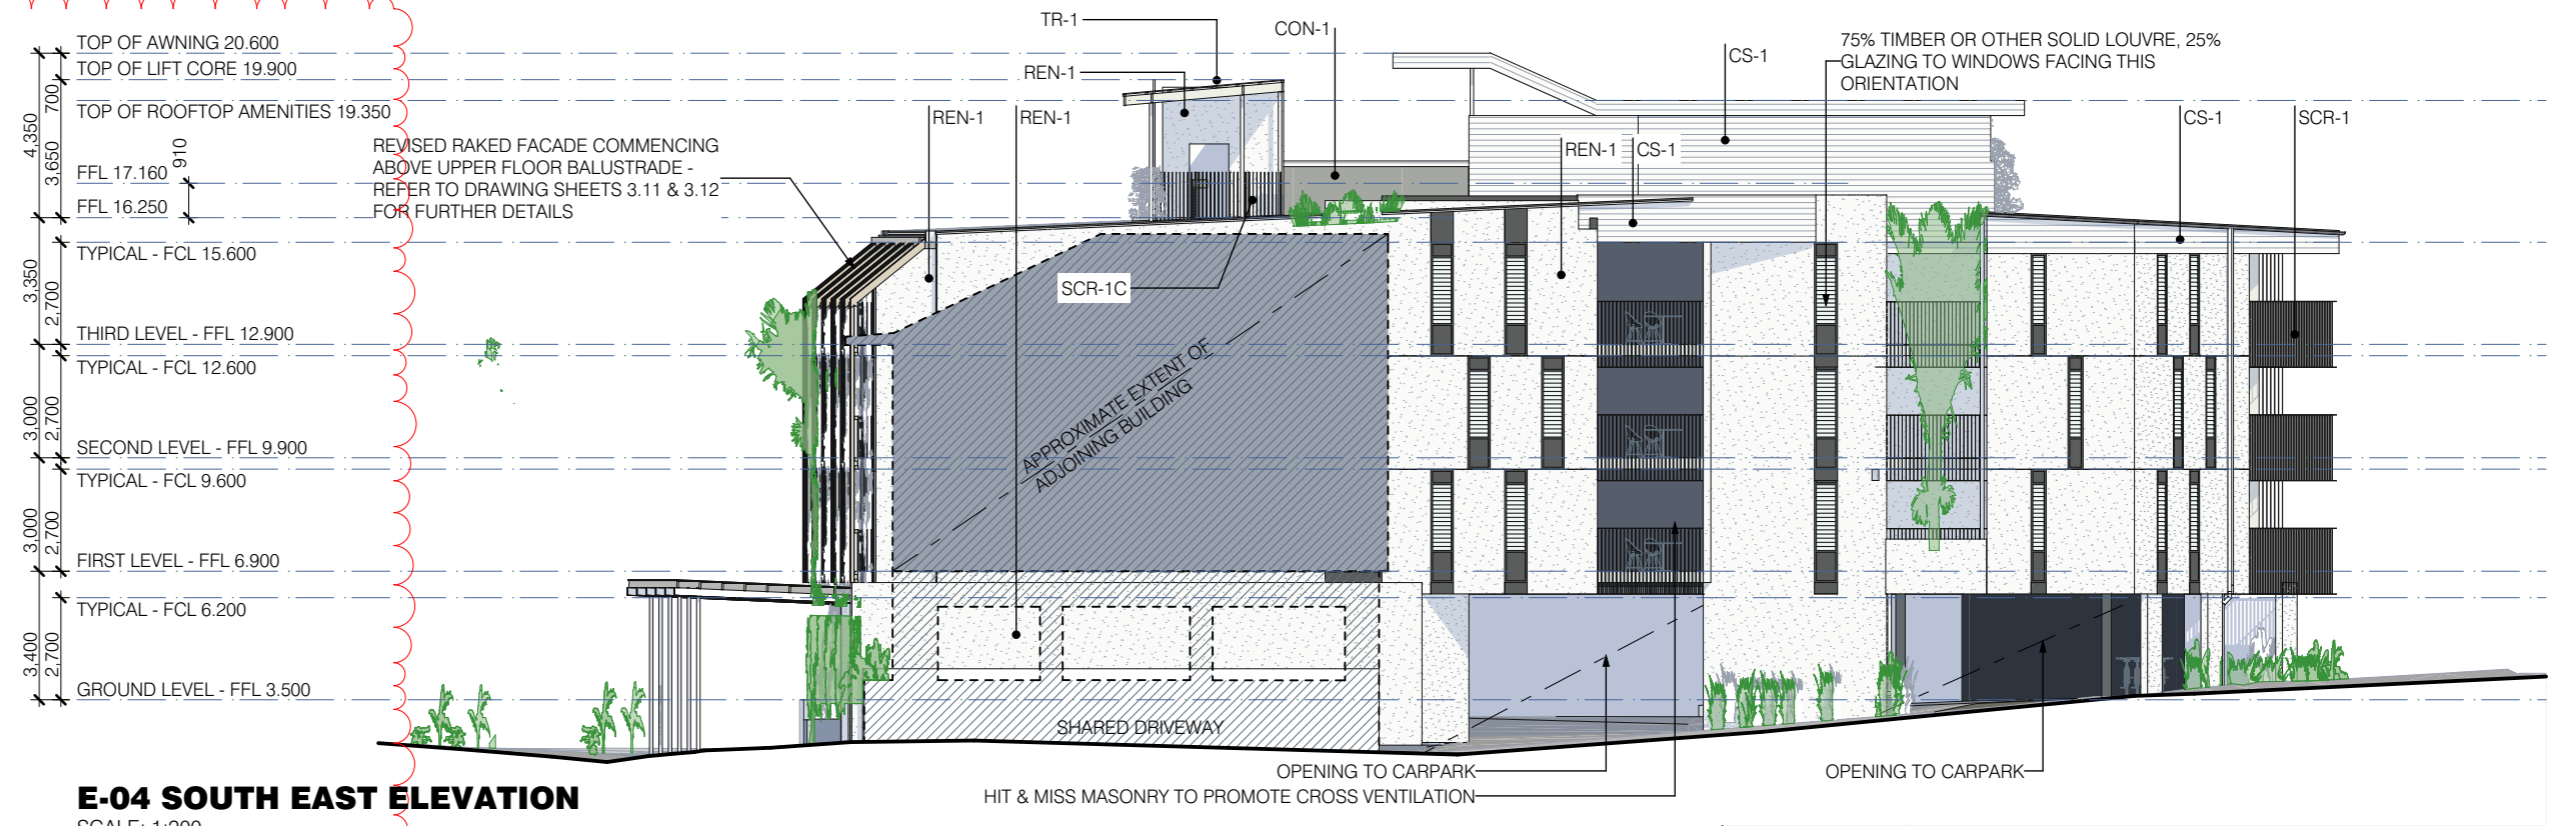 TOP OF AWNING 20.600
TOP OF LIFT CORE 19.900
TOP OF ROOFTOP AMENITIES 19.350
FFL 17.160
FFL 16.250
TYPICAL - FCL 15.600
THIRD LEVEL - FFL 12.900
TYPICAL - FCL 12.600
SECOND LEVEL - FFL 9.900
TYPICAL - FCL 9.600
FIRST LEVEL - FFL 6.900
TYPICAL - FCL 6.200
GROUND LEVEL - FFL 3.500
4,350
700
3,650
910
3,350
2,700
3,000
2,700
3,000
2,700
3,400
2,700
REVISED RAKED FACADE COMMENCING
ABOVE UPPER FLOOR BALUSTRADE -
REFER TO DRAWING SHEETS 3.11 & 3.12
FOR FURTHER DETAILS
TR-1
REN-1
CON-1
REN-1
REN-1
CS-1
75% TIMBER OR OTHER SOLID LOUVRE, 25%
GLAZING TO WINDOWS FACING THIS
ORIENTATION
REN-1
CS-1
CS-1
SCR-1
SCR-1C
APPROXIMATE EXTENT OF
ADJOINING BUILDING
SHARED DRIVEWAY
OPENING TO CARPARK
OPENING TO CARPARK
HIT & MISS MASONRY TO PROMOTE CROSS VENTILATION
E-04 SOUTH EAST ELEVATION
SCALE: 1:200